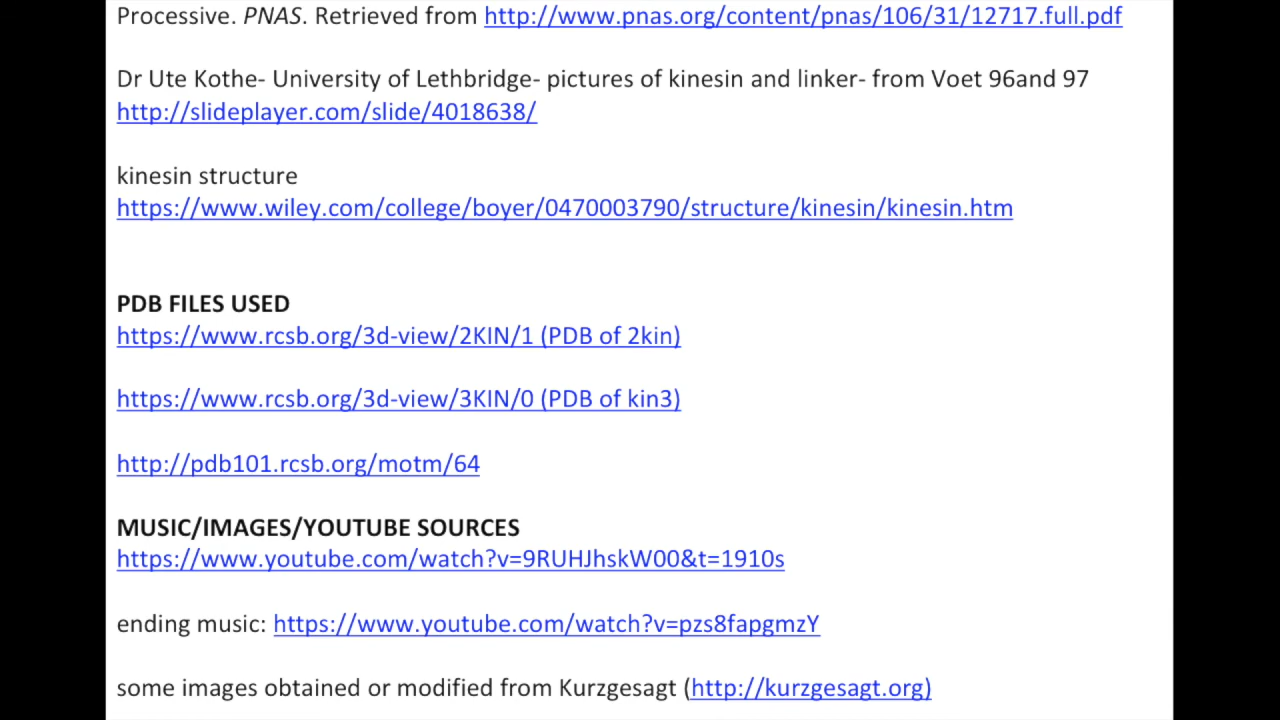 Processive. PNAS. Retrieved from http://www.pnas.org/content/pnas/106/31/12717.full.pdf
Dr Ute Kothe- University of Lethbridge- pictures of kinesin and linker- from Voet 96and 97
http://slideplayer.com/slide/4018638/
kinesin structure
https://www.wiley.com/college/boyer/0470003790/structure/kinesin/kinesin.htm
PDB FILES USED
https://www.rcsb.org/3d-view/2KIN/1 (PDB of 2kin)
https://www.rcsb.org/3d-view/3KIN/0 (PDB of kin3)
http://pdb101.rcsb.org/motm/64
MUSIC/IMAGES/YOUTUBE SOURCES
https://www.youtube.com/watch?v=9RUHJhskW00&t=1910s
ending music: https://www.youtube.com/watch?v=pzs8fapgmzY
some images obtained or modified from Kurzgesagt (http://kurzgesagt.org)